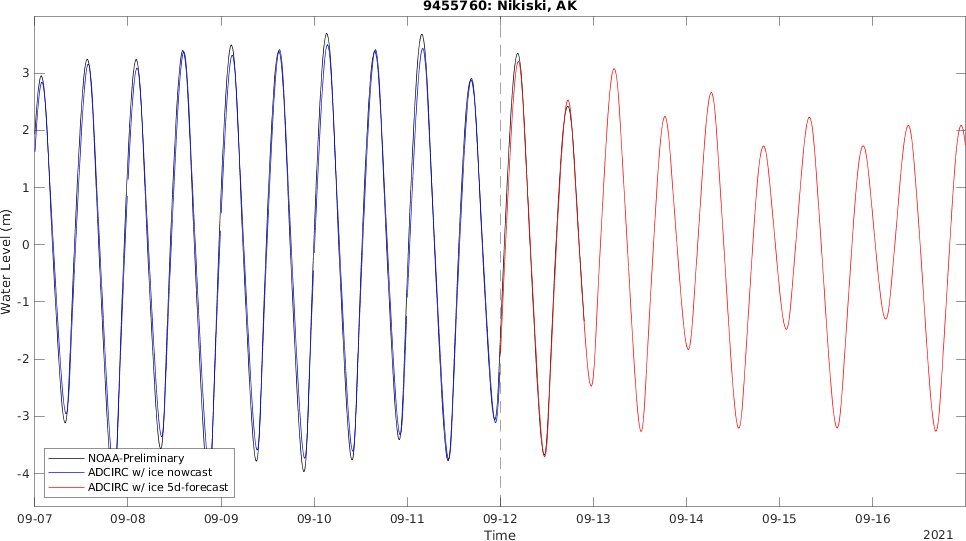 9455760: Nikiski, AK
Water Level (m)
3
2
1
0
-1
-2
-3
-4
NOAA-Preliminary
ADCIRC w/ ice nowcast
ADCIRC w/ ice 5d-forecast
09-07 09-08 09-09 09-10 09-11 09-12 09-13 09-14 09-15 09-16
Time
2021